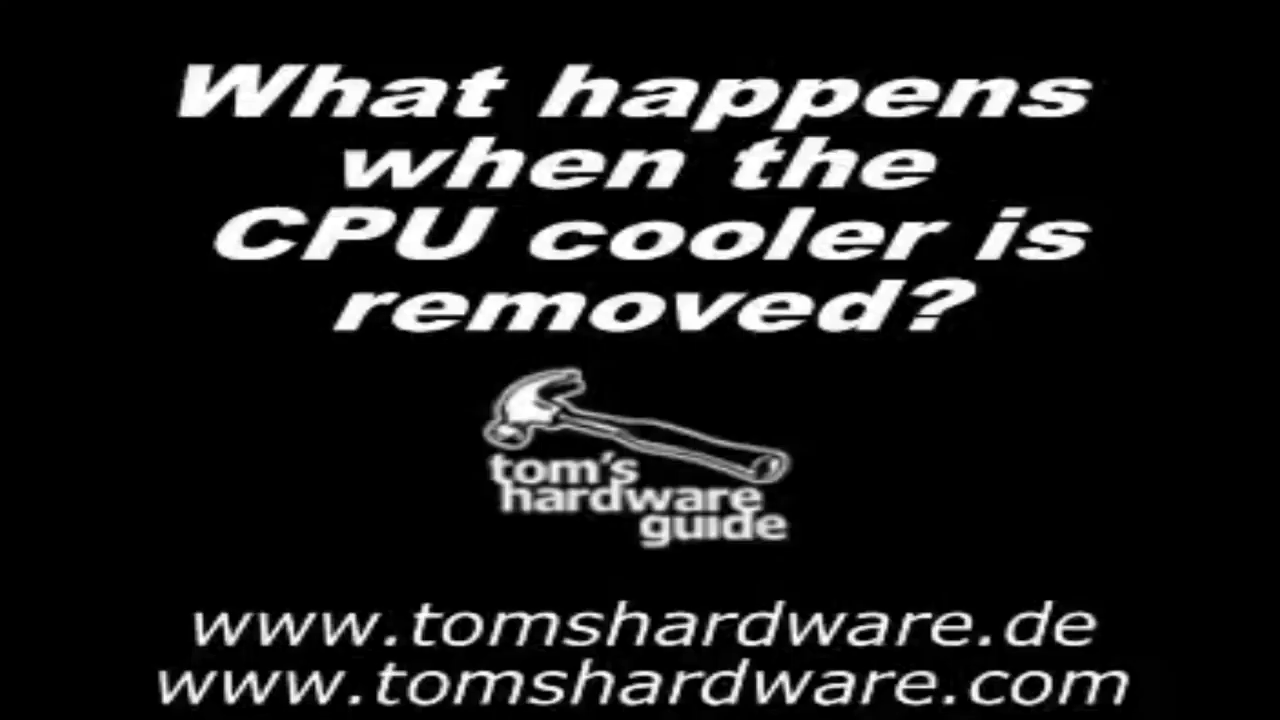 What happens
when the
CPU cooler is
removed?
tom's
hardware
guide
www.tomshardware.de
www.tomshardware.com